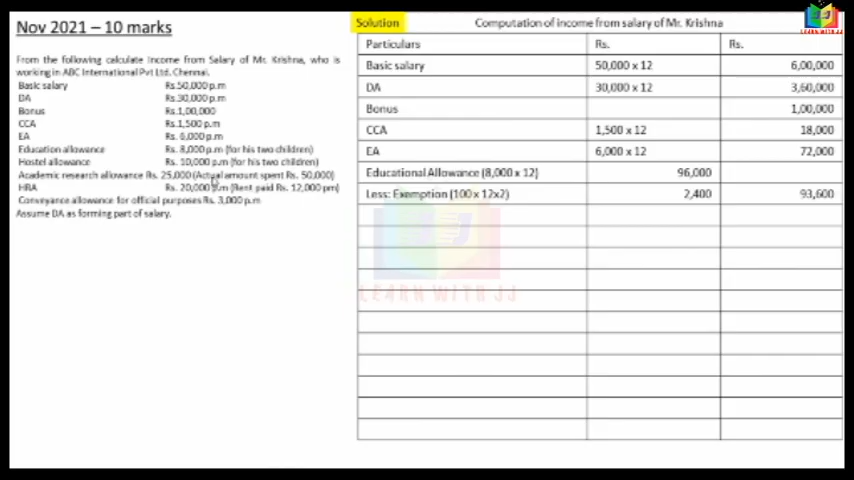 Nov 2021 – 10 marks
From the following calculate Income from Salary of Mr. Krishna, who is
working in ABC International Pvt Ltd. Chennai.
Basic salary Rs.50,000 p.m
DA Rs.30,000 p.m
Bonus Rs.1,00,000
CCA Rs.1,500 p.m
EA Rs. 6,000 p.m
Education allowance Rs. 8,000 p.m (for his two children)
Hostel allowance Rs. 10,000 p.m (for his two children)
Academic research allowance Rs. 25,000 (Actual amount spent Rs. 50,000)
HRA Rs. 20,000 p.m (Rent paid Rs. 12,000 pm)
Conveyance allowance for official purposes Rs. 3,000 p.m
Assume DA as forming part of salary.
Solution Computation of income from salary of Mr. Krishna
Particulars Rs. Rs.
Basic salary 50,000 x 12 6,00,000
DA 30,000 x 12 3,60,000
Bonus 1,00,000
CCA 1,500 x 12 18,000
EA 6,000 x 12 72,000
Educational Allowance (8,000 x 12) 96,000
Less: Exemption (100 x 12x2) 2,400 93,600
LEARN WITH JJ
LEARN WITH JJ